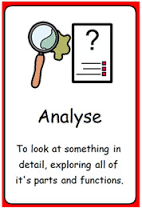 ?
Analyse
To look at something in
detail, exploring all of
it's parts and functions.